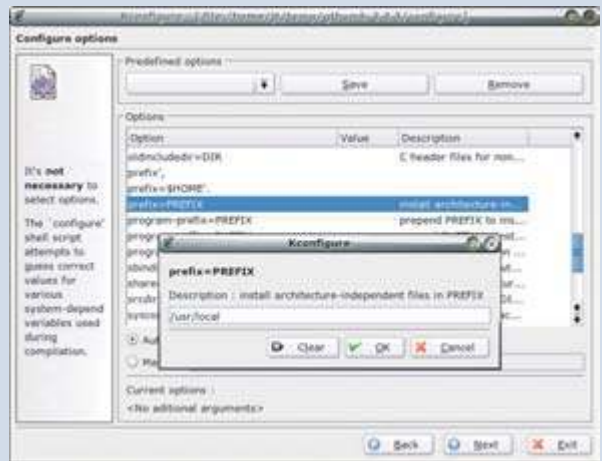 Kconfigure
Configure options
It's not
necessary to
select options.
The `configure'
shell script
attempts to
guess correct
values for
various
system-depend
variables used
during
compilation.
Predefined options
Save
Remove
Options
Option Value Description
oldincludedir=DIR C header files for non...
prefix',
prefix=$HOME'.
prefix=PREFIX install architecture-in...
program-prefix=PREFIX prepend PREFIX to ins...
Kconfigure
prefix=PREFIX
Description : install architecture-independent files in PREFIX
/usr/local
Clear
OK
Cancel
Current options :
<No aditional arguments>
Back
Next
Exit